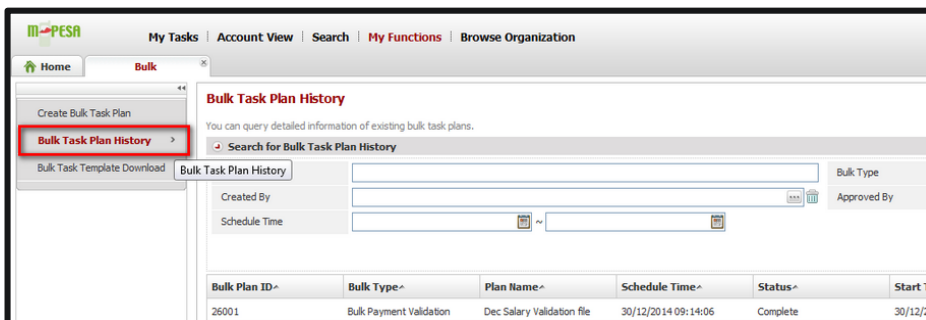 m-PESA
My Tasks | Account View | Search | My Functions | Browse Organization
Home Bulk
Create Bulk Task Plan
Bulk Task Plan History >
Bulk Task Template Download
Bulk Task Plan History
Bulk Task Plan History
You can query detailed information of existing bulk task plans.
Search for Bulk Task Plan History
Bulk Type
Created By ... Approved By
Schedule Time ~
Bulk Plan ID Bulk Type Plan Name Schedule Time Status Start T
26001 Bulk Payment Validation Dec Salary Validation file 30/12/2014 09:14:06 Complete 30/12/2